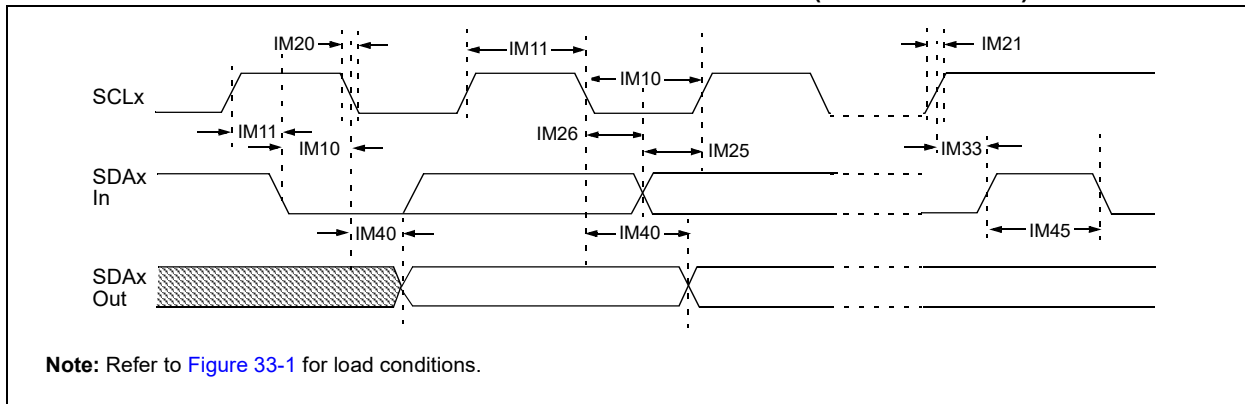 IM20
IM11
IM21
SCLx
IM10
IM11
IM10
IM26
IM25
IM33
SDAx
In
IM40
IM40
IM45
SDAx
Out
Note: Refer to Figure 33-1 for load conditions.